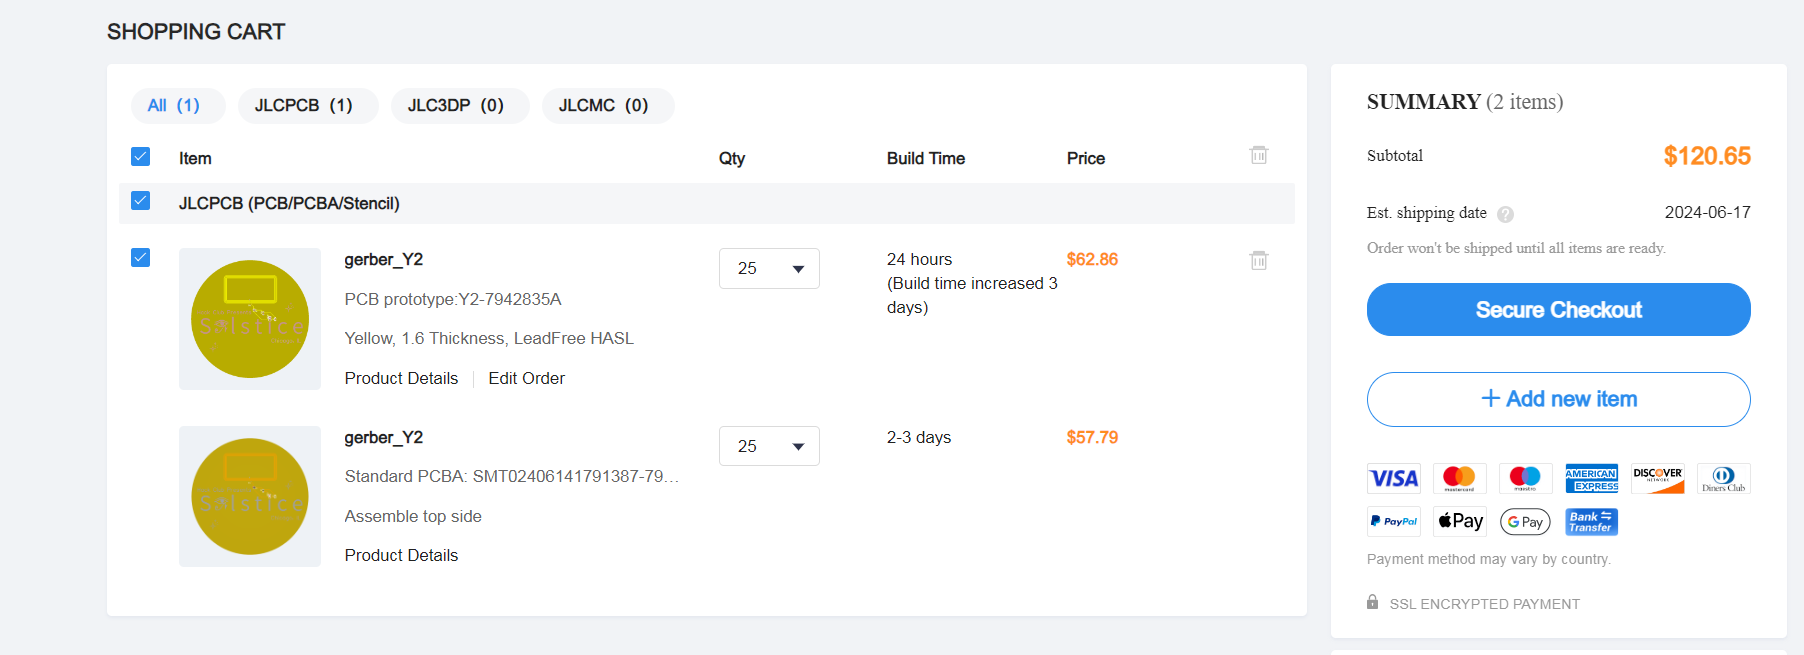 SHOPPING CART
All (1)
JLCPCB (1)
JLC3DP (0)
JLCMC (0)
Item
Qty
Build Time
Price
JLCPCB (PCB/PCBA/Stencil)
Solstice
gerber_Y2
PCB prototype:Y2-7942835A
Yellow, 1.6 Thickness, LeadFree HASL
Product Details
Edit Order
25
24 hours
(Build time increased 3
days)
$62.86
Solstice
gerber_Y2
Standard PCBA: SMT02406141791387-79...
Assemble top side
Product Details
25
2-3 days
$57.79
SUMMARY (2 items)
Subtotal
$120.65
Est. shipping date ?
2024-06-17
Order won't be shipped until all items are ready.
Secure Checkout
+ Add new item
VISA
mastercard
maestro
AMERICAN EXPRESS
DISCOVER NETWORK
Diners Club
PayPal
Pay
G Pay
Bank Transfer
Payment method may vary by country.
SSL ENCRYPTED PAYMENT